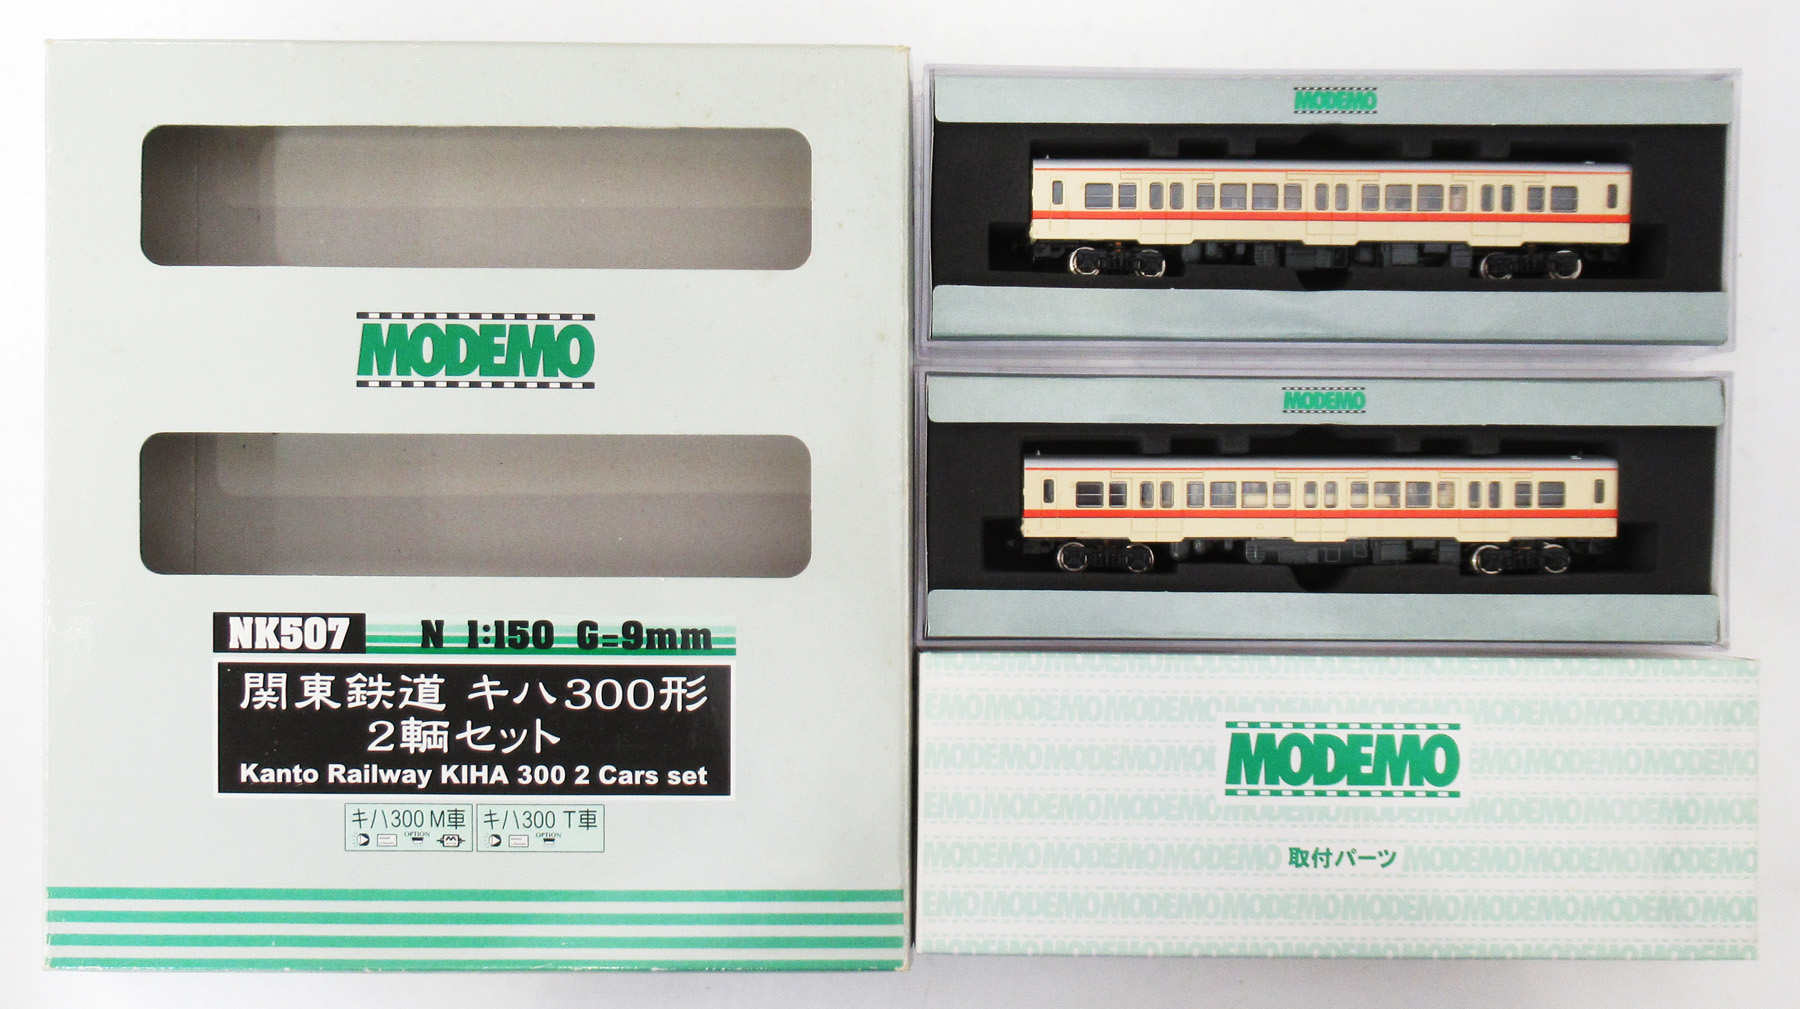 MODEMO
NK507 N 1:150 G=9mm
関東鉄道 キハ300形
2輌セット
Kanto Railway KIHA 300 2 Cars set
キハ300 M車
OPTION
キハ300 T車
OPTION
MODEMO
MODEMO
MODEMO
取付パーツ